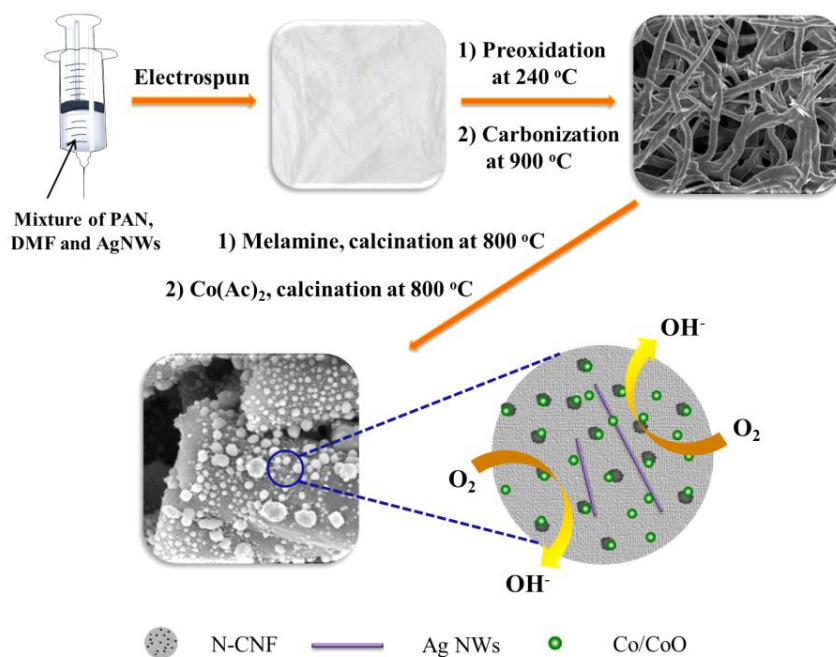 Electrospun
1) Preoxidation
at 240 °C
2) Carbonization
at 900 °C
Mixture of PAN,
DMF and AgNWs
1) Melamine, calcination at 800 °C
2) Co(Ac)₂, calcination at 800 °C
OH⁻
O₂
O₂
OH⁻
N-CNF
Ag NWs
Co/CoO